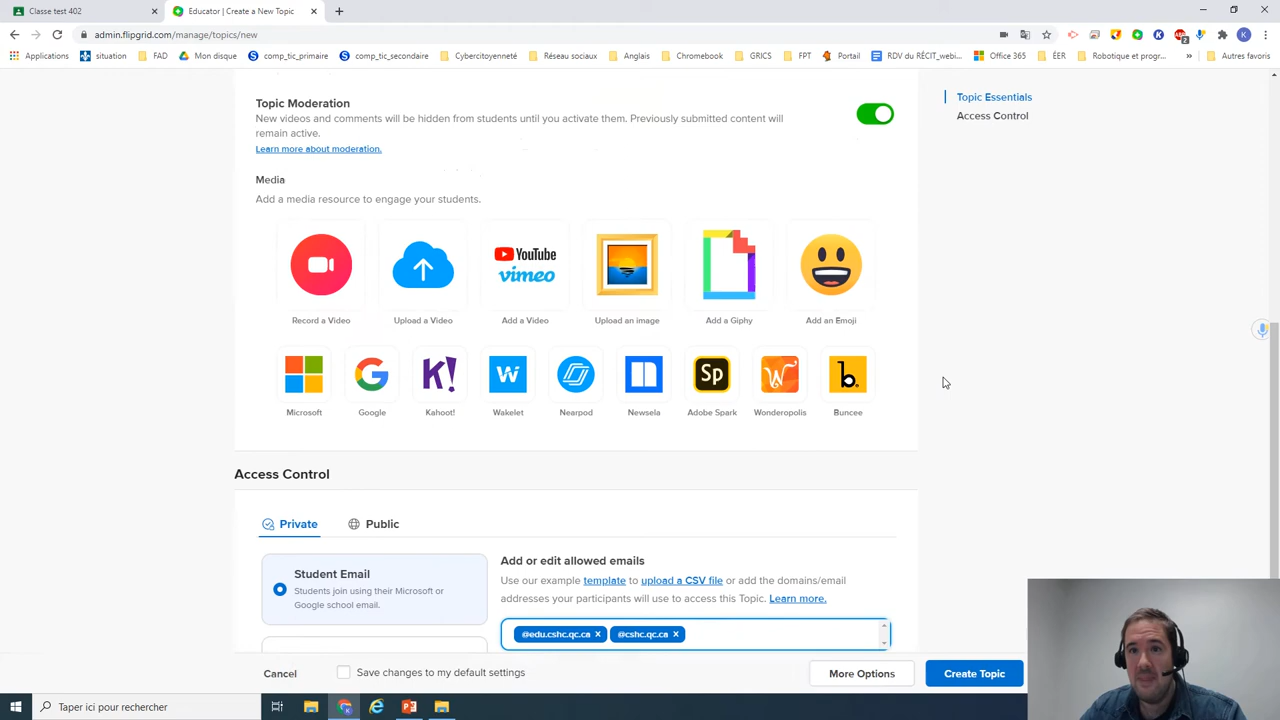 Classe test 402
Educator | Create a New Topic
admin.flipgrid.com/manage/topics/new
Applications
situation
FAD
Mon disque
comp_tic_primaire
comp_tic_secondaire
Cybercitoyenneté
Réseau sociaux
Anglais
Chromebook
GRICS
FPT
Portail
RDV du RÉCIT_webi...
Office 365
ÉER
Robotique et progr...
Autres favoris
Topic Moderation
New videos and comments will be hidden from students until you activate them. Previously submitted content will
remain active.
Learn more about moderation.
Topic Essentials
Access Control
Media
Add a media resource to engage your students.
YouTube
vimeo
Record a Video
Upload a Video
Add a Video
Upload an image
Add a Giphy
Add an Emoji
K!
Sp
b.
Microsoft
Google
Kahoot!
Wakelet
Nearpod
Newsela
Adobe Spark
Wonderopolis
Buncee
Access Control
Private
Public
Student Email
Students join using their Microsoft or
Google school email.
Add or edit allowed emails
Use our example template to upload a CSV file or add the domains/email
addresses your participants will use to access this Topic. Learn more.
@edu.cshc.qc.ca
@cshc.qc.ca
Cancel
Save changes to my default settings
More Options
Create Topic
Taper ici pour rechercher